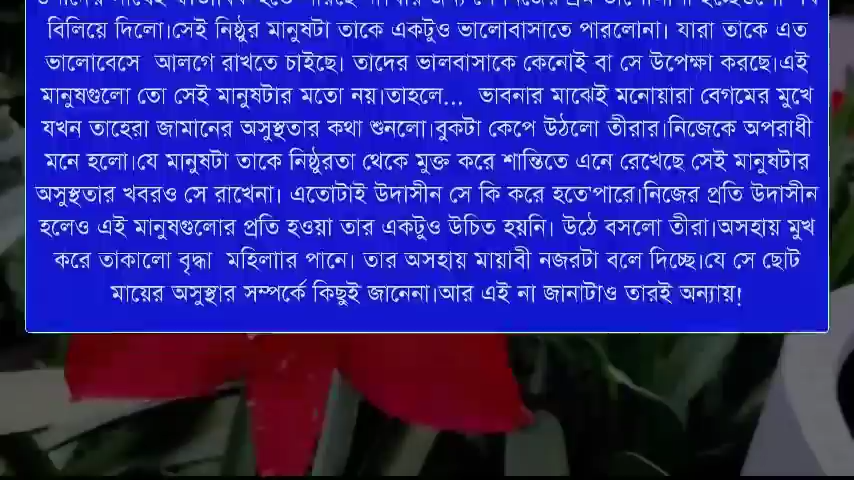 বিলিয়ে দিলো।সেই নিষ্ঠুর মানুষটা তাকে একটুও ভালোবাসাতে পারলোনা। যারা তাকে এত
ভালোবেসে আলগে রাখতে চাইছে। তাদের ভালবাসাকে কেনোই বা সে উপেক্ষা করছে।এই
মানুষগুলো তো সেই মানুষটার মতো নয়।তাহলে... ভাবনার মাঝেই মনোয়ারা বেগমের মুখে
যখন তাহেরা জামানের অসুস্থতার কথা শুনলো।বুকটা কেপে উঠলো তীরার।নিজেকে অপরাধী
মনে হলো।যে মানুষটা তাকে নিষ্ঠুরতা থেকে মুক্ত করে শান্তিতে এনে রেখেছে সেই মানুষটার
অসুস্থতার খবরও সে রাখেনা। এতোটাই উদাসীন সে কি করে হতে পারে।নিজের প্রতি উদাসীন
হলেও এই মানুষগুলোর প্রতি হওয়া তার একটুও উচিত হয়নি। উঠে বসলো তীরা।অসহায় মুখ
করে তাকালো বৃদ্ধা মহিলাার পানে। তার অসহায় মায়াবী নজরটা বলে দিচ্ছে।যে সে ছোট
মায়ের অসুস্থার সম্পর্কে কিছুই জানেনা।আর এই না জানাটাও তারই অন্যায়!